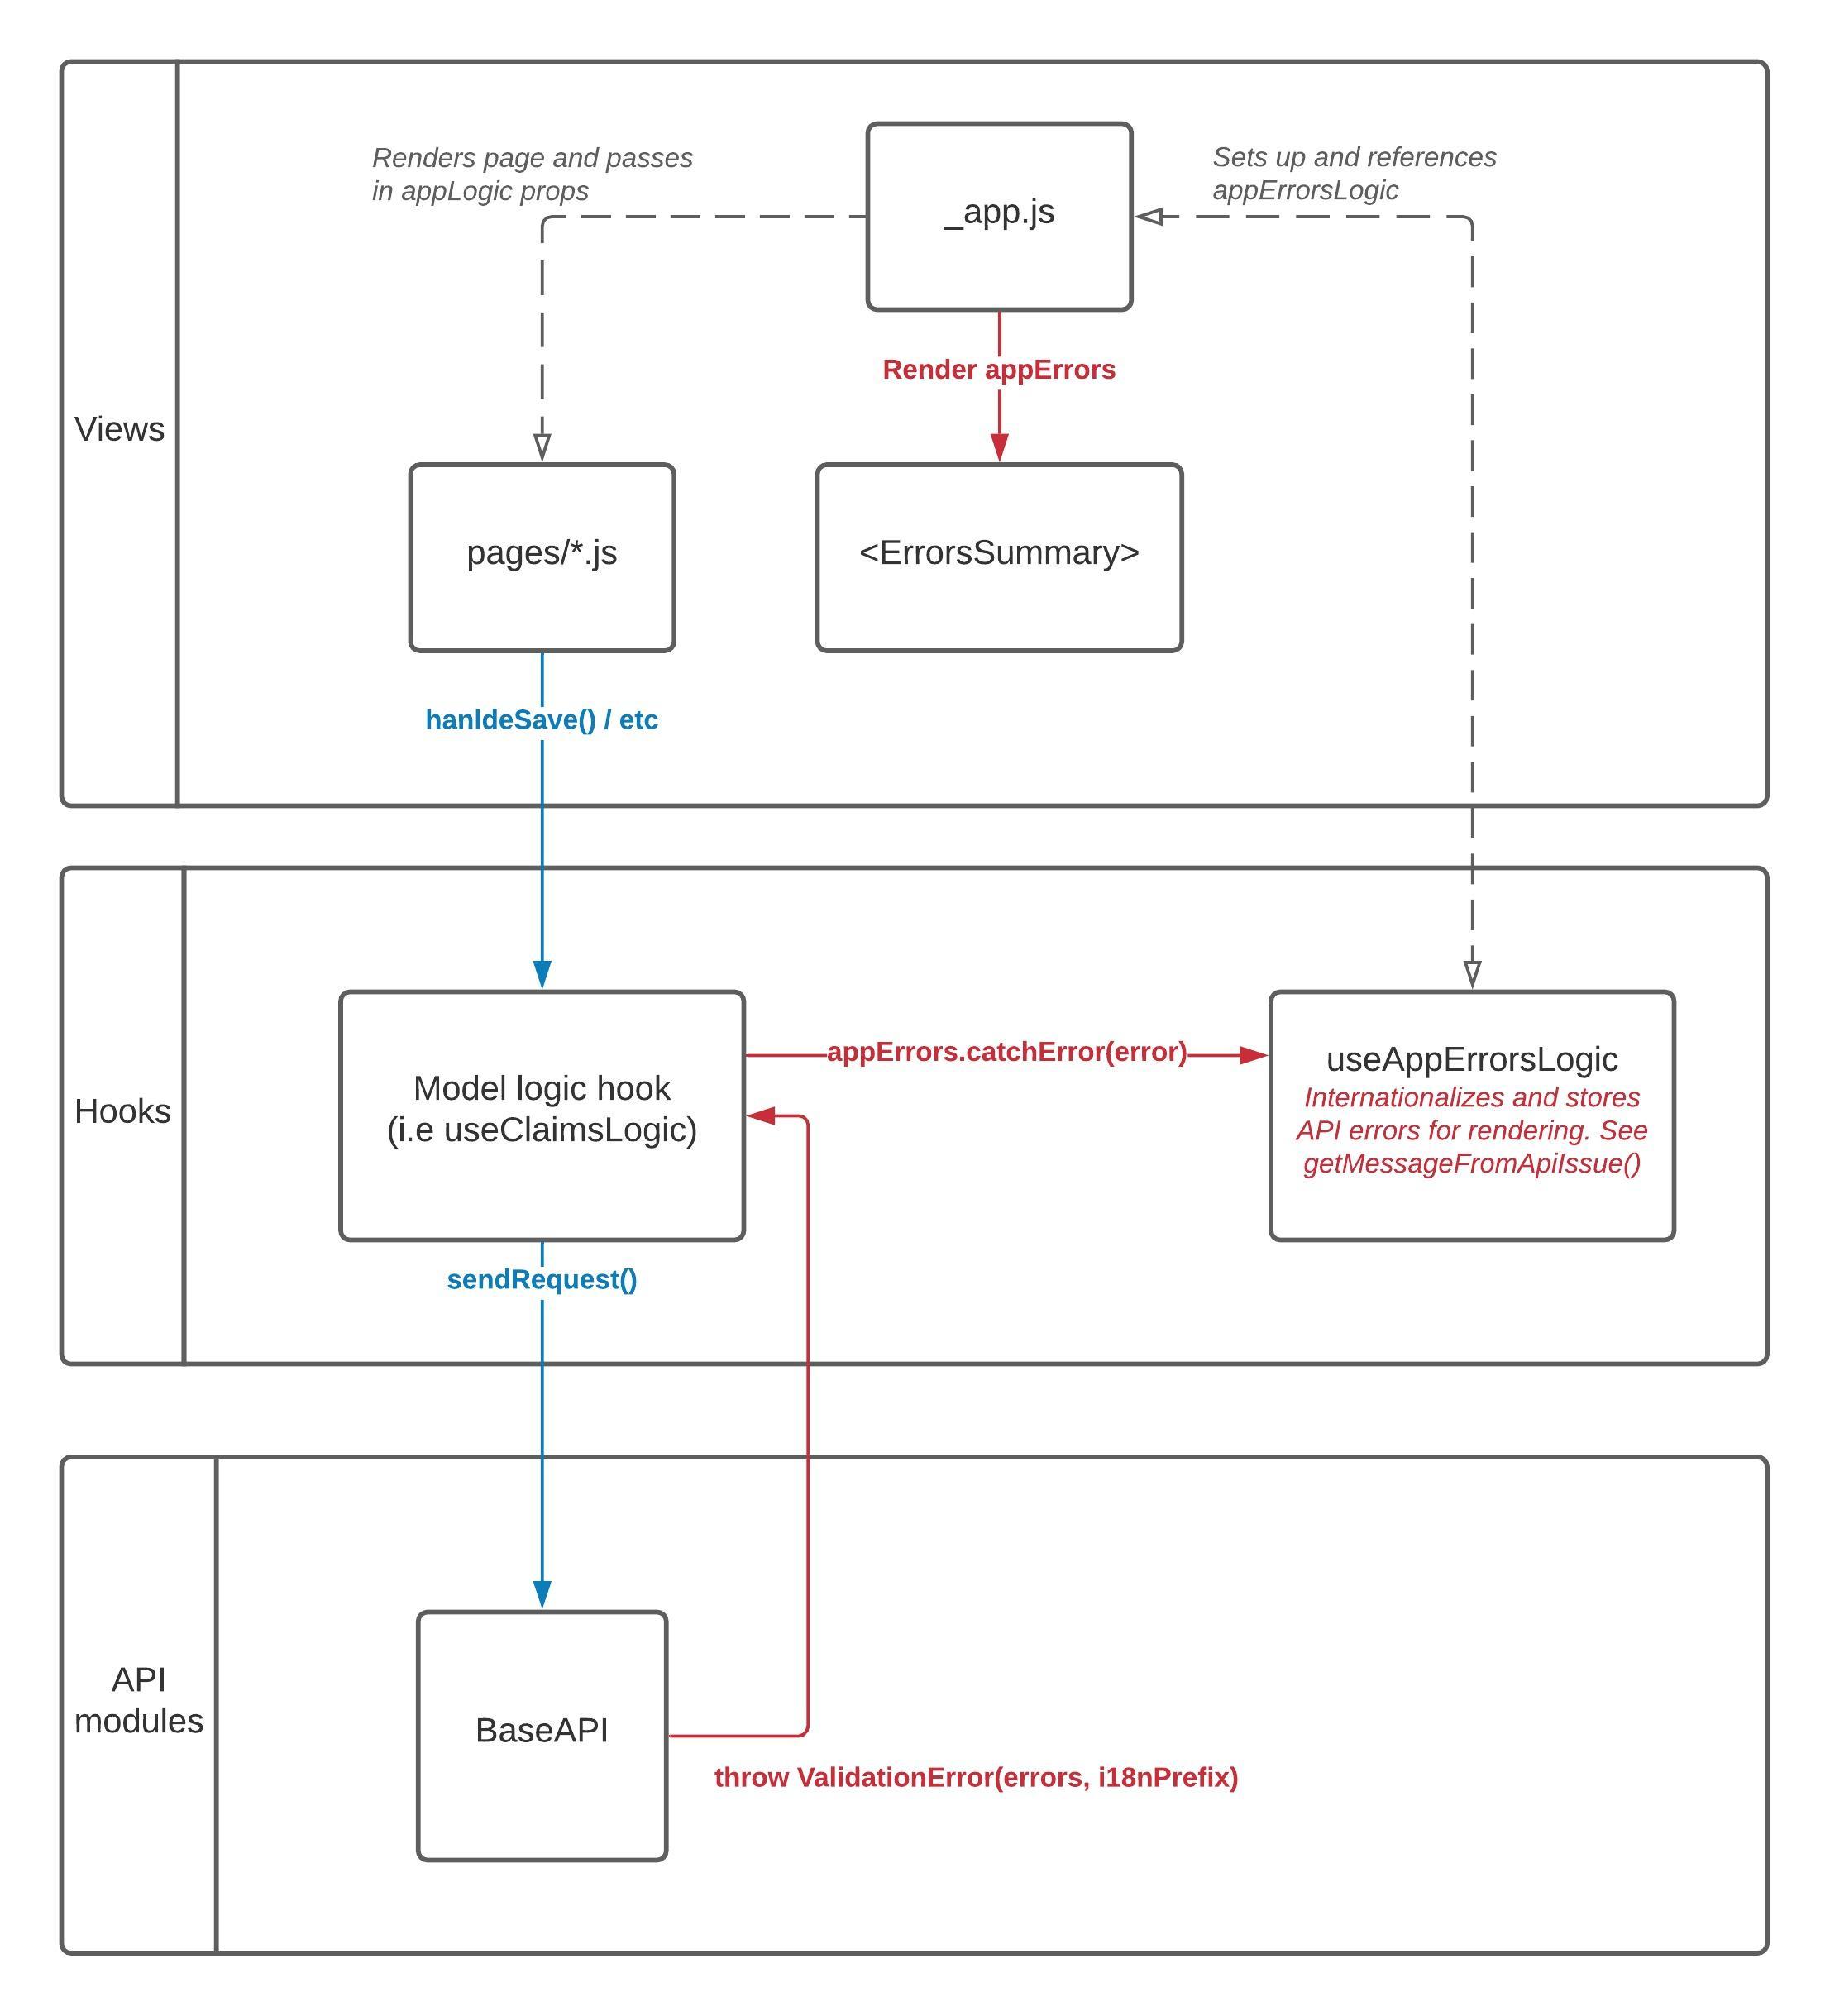 Views
Renders page and passes
in appLogic props
_app.js
Sets up and references
appErrorsLogic
Render appErrors
pages/*.js
<ErrorsSummary>
hanldeSave() / etc
Hooks
Model logic hook
(i.e useClaimsLogic)
appErrors.catchError(error)
useAppErrorsLogic
Internationalizes and stores
API errors for rendering. See
getMessageFromApiIssue()
sendRequest()
API
modules
BaseAPI
throw ValidationError(errors, i18nPrefix)